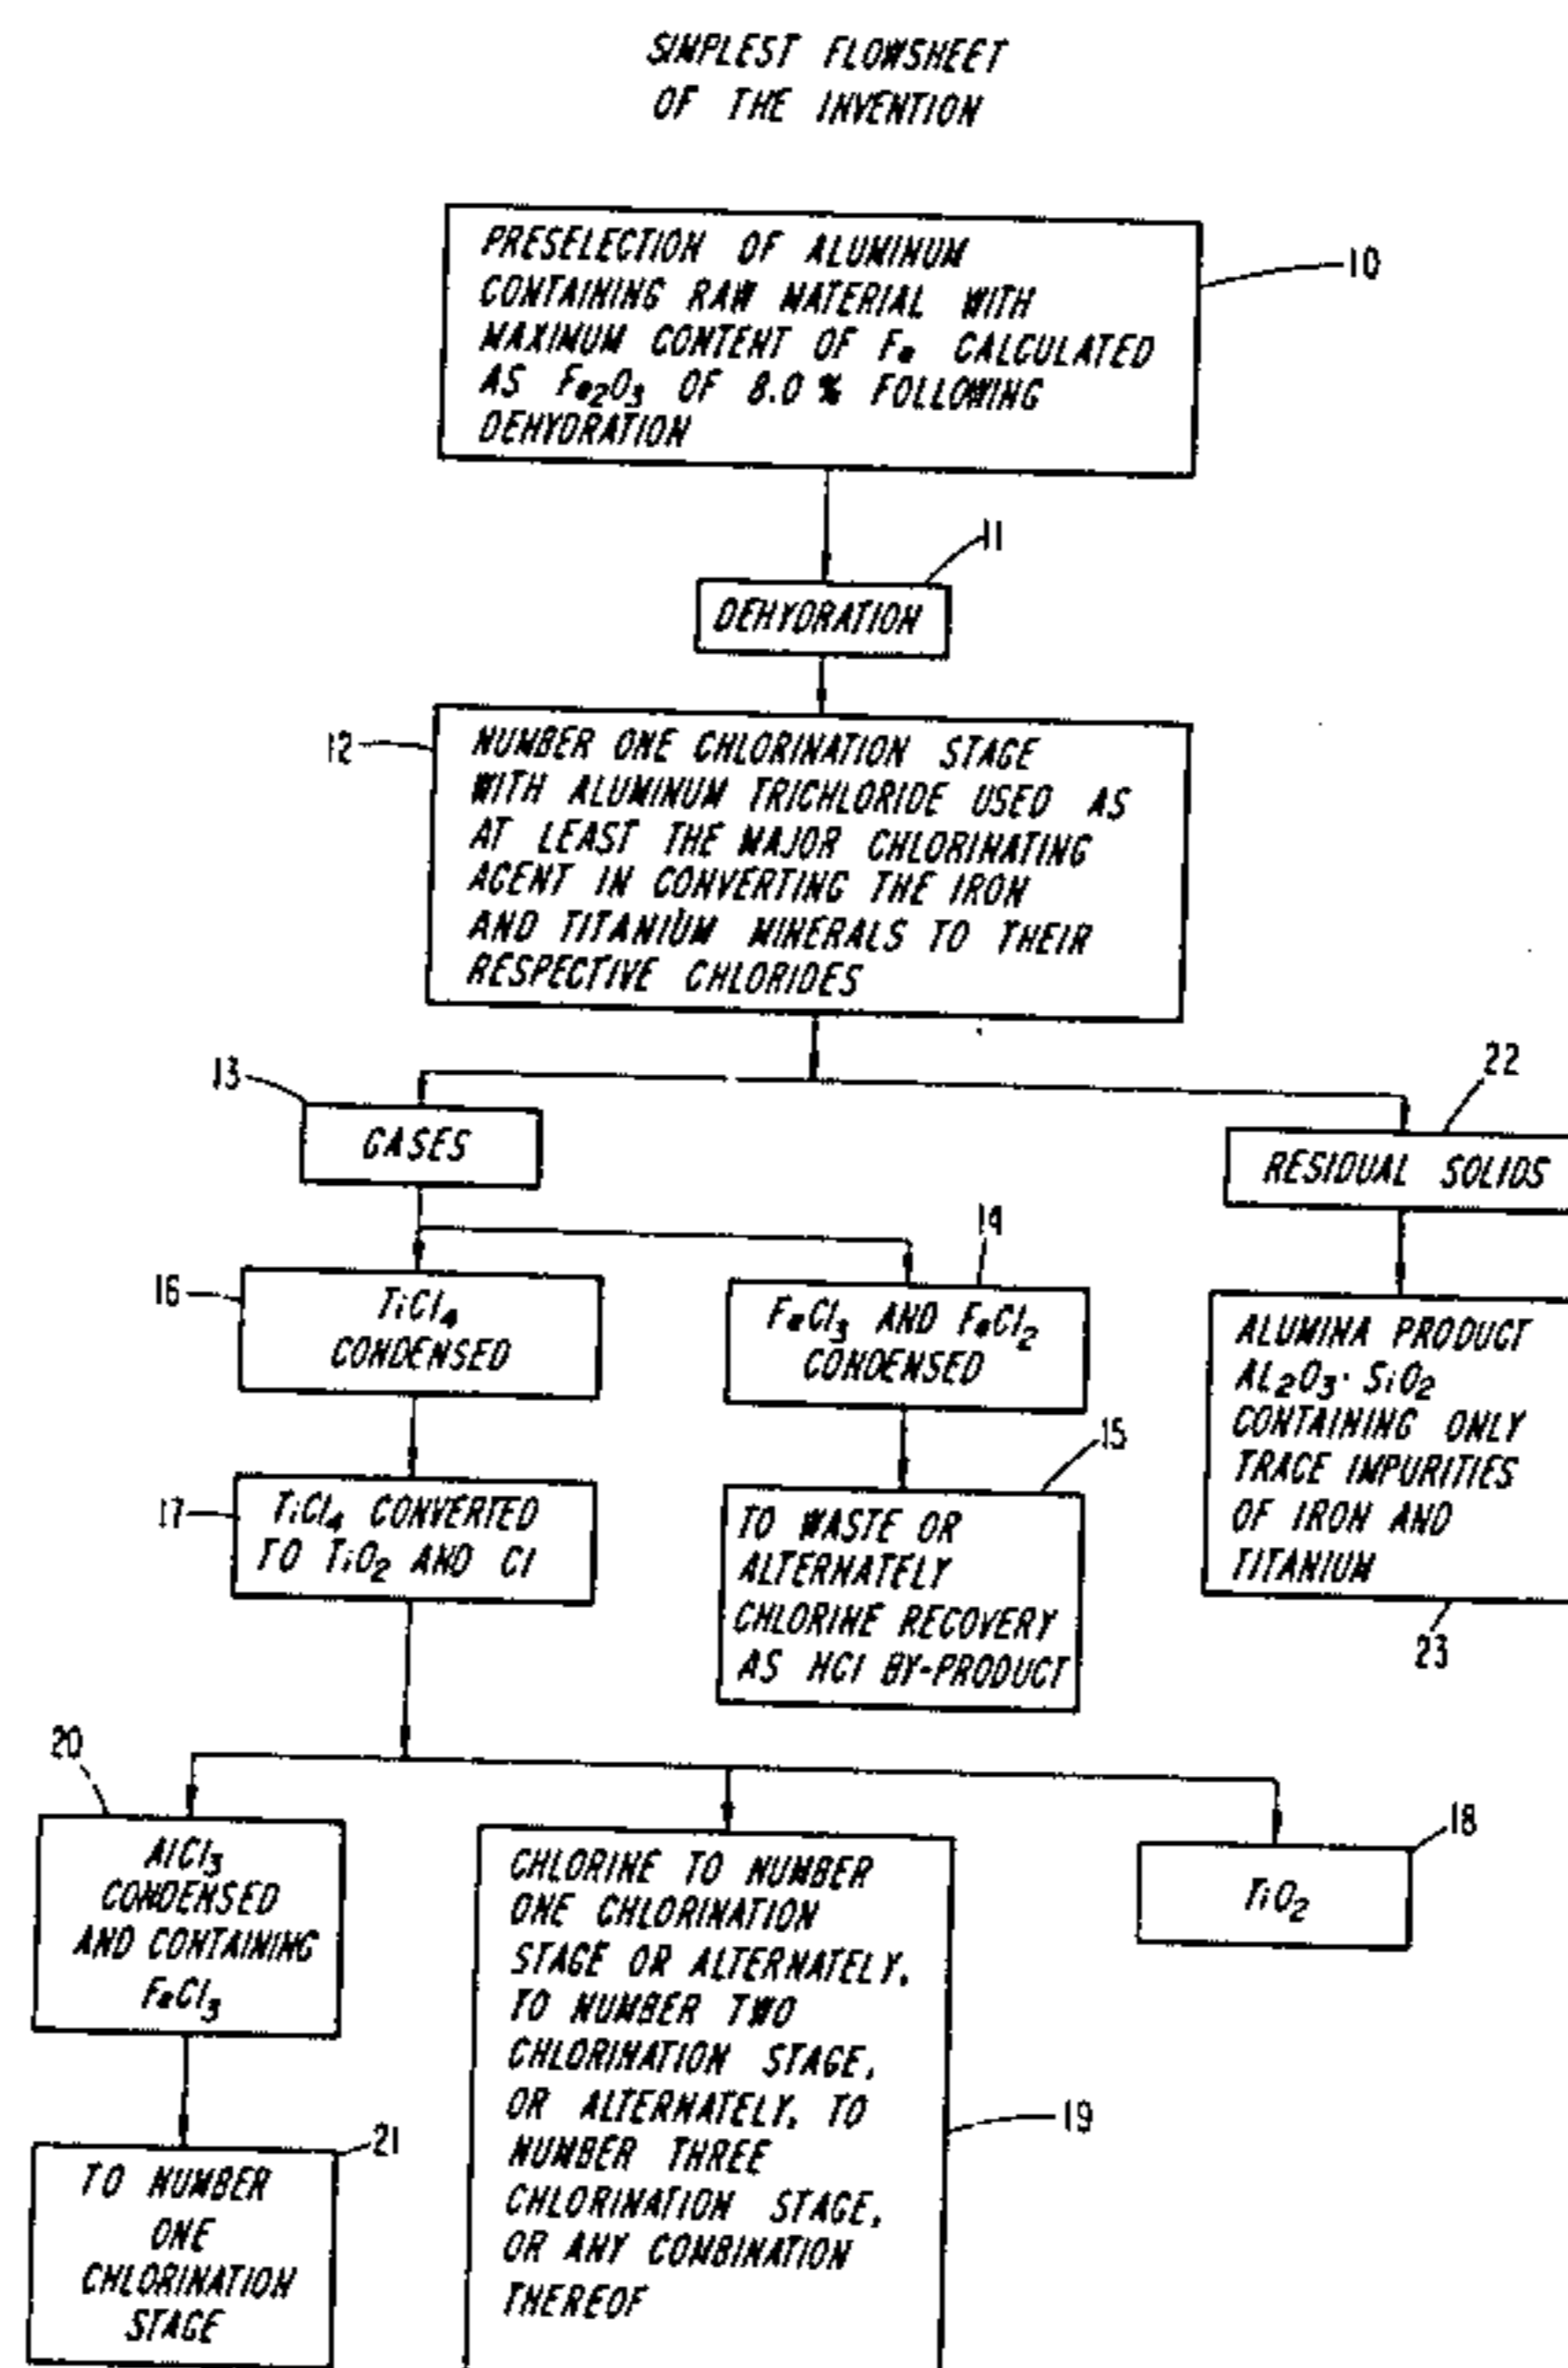 SIMPLEST FLOWSHEET
OF THE INVENTION
PRESELECTION OF ALUMINUM
CONTAINING RAW MATERIAL WITH
MAXIMUM CONTENT OF Fe CALCULATED
AS Fe2O3 OF 8.0 % FOLLOWING
DEHYDRATION
10
11
DEHYDRATION
12
NUMBER ONE CHLORINATION STAGE
WITH ALUMINUM TRICHLORIDE USED AS
AT LEAST THE MAJOR CHLORINATING
AGENT IN CONVERTING THE IRON
AND TITANIUM MINERALS TO THEIR
RESPECTIVE CHLORIDES
13
GASES
22
RESIDUAL SOLIDS
16
TiCl4
CONDENSED
14
FeCl3 AND FeCl2
CONDENSED
ALUMINA PRODUCT
AL2O3· SiO2
CONTAINING ONLY
TRACE IMPURITIES
OF IRON AND
TITANIUM
23
17
TiCl4 CONVERTED
TO TiO2 AND Cl
15
TO WASTE OR
ALTERNATELY
CHLORINE RECOVERY
AS HCl BY-PRODUCT
20
AlCl3
CONDENSED
AND CONTAINING
FeCl3
CHLORINE TO NUMBER
ONE CHLORINATION
STAGE OR ALTERNATELY,
TO NUMBER TWO
CHLORINATION STAGE,
OR ALTERNATELY, TO
NUMBER THREE
CHLORINATION STAGE,
OR ANY COMBINATION
THEREOF
19
18
TiO2
21
TO NUMBER
ONE
CHLORINATION
STAGE